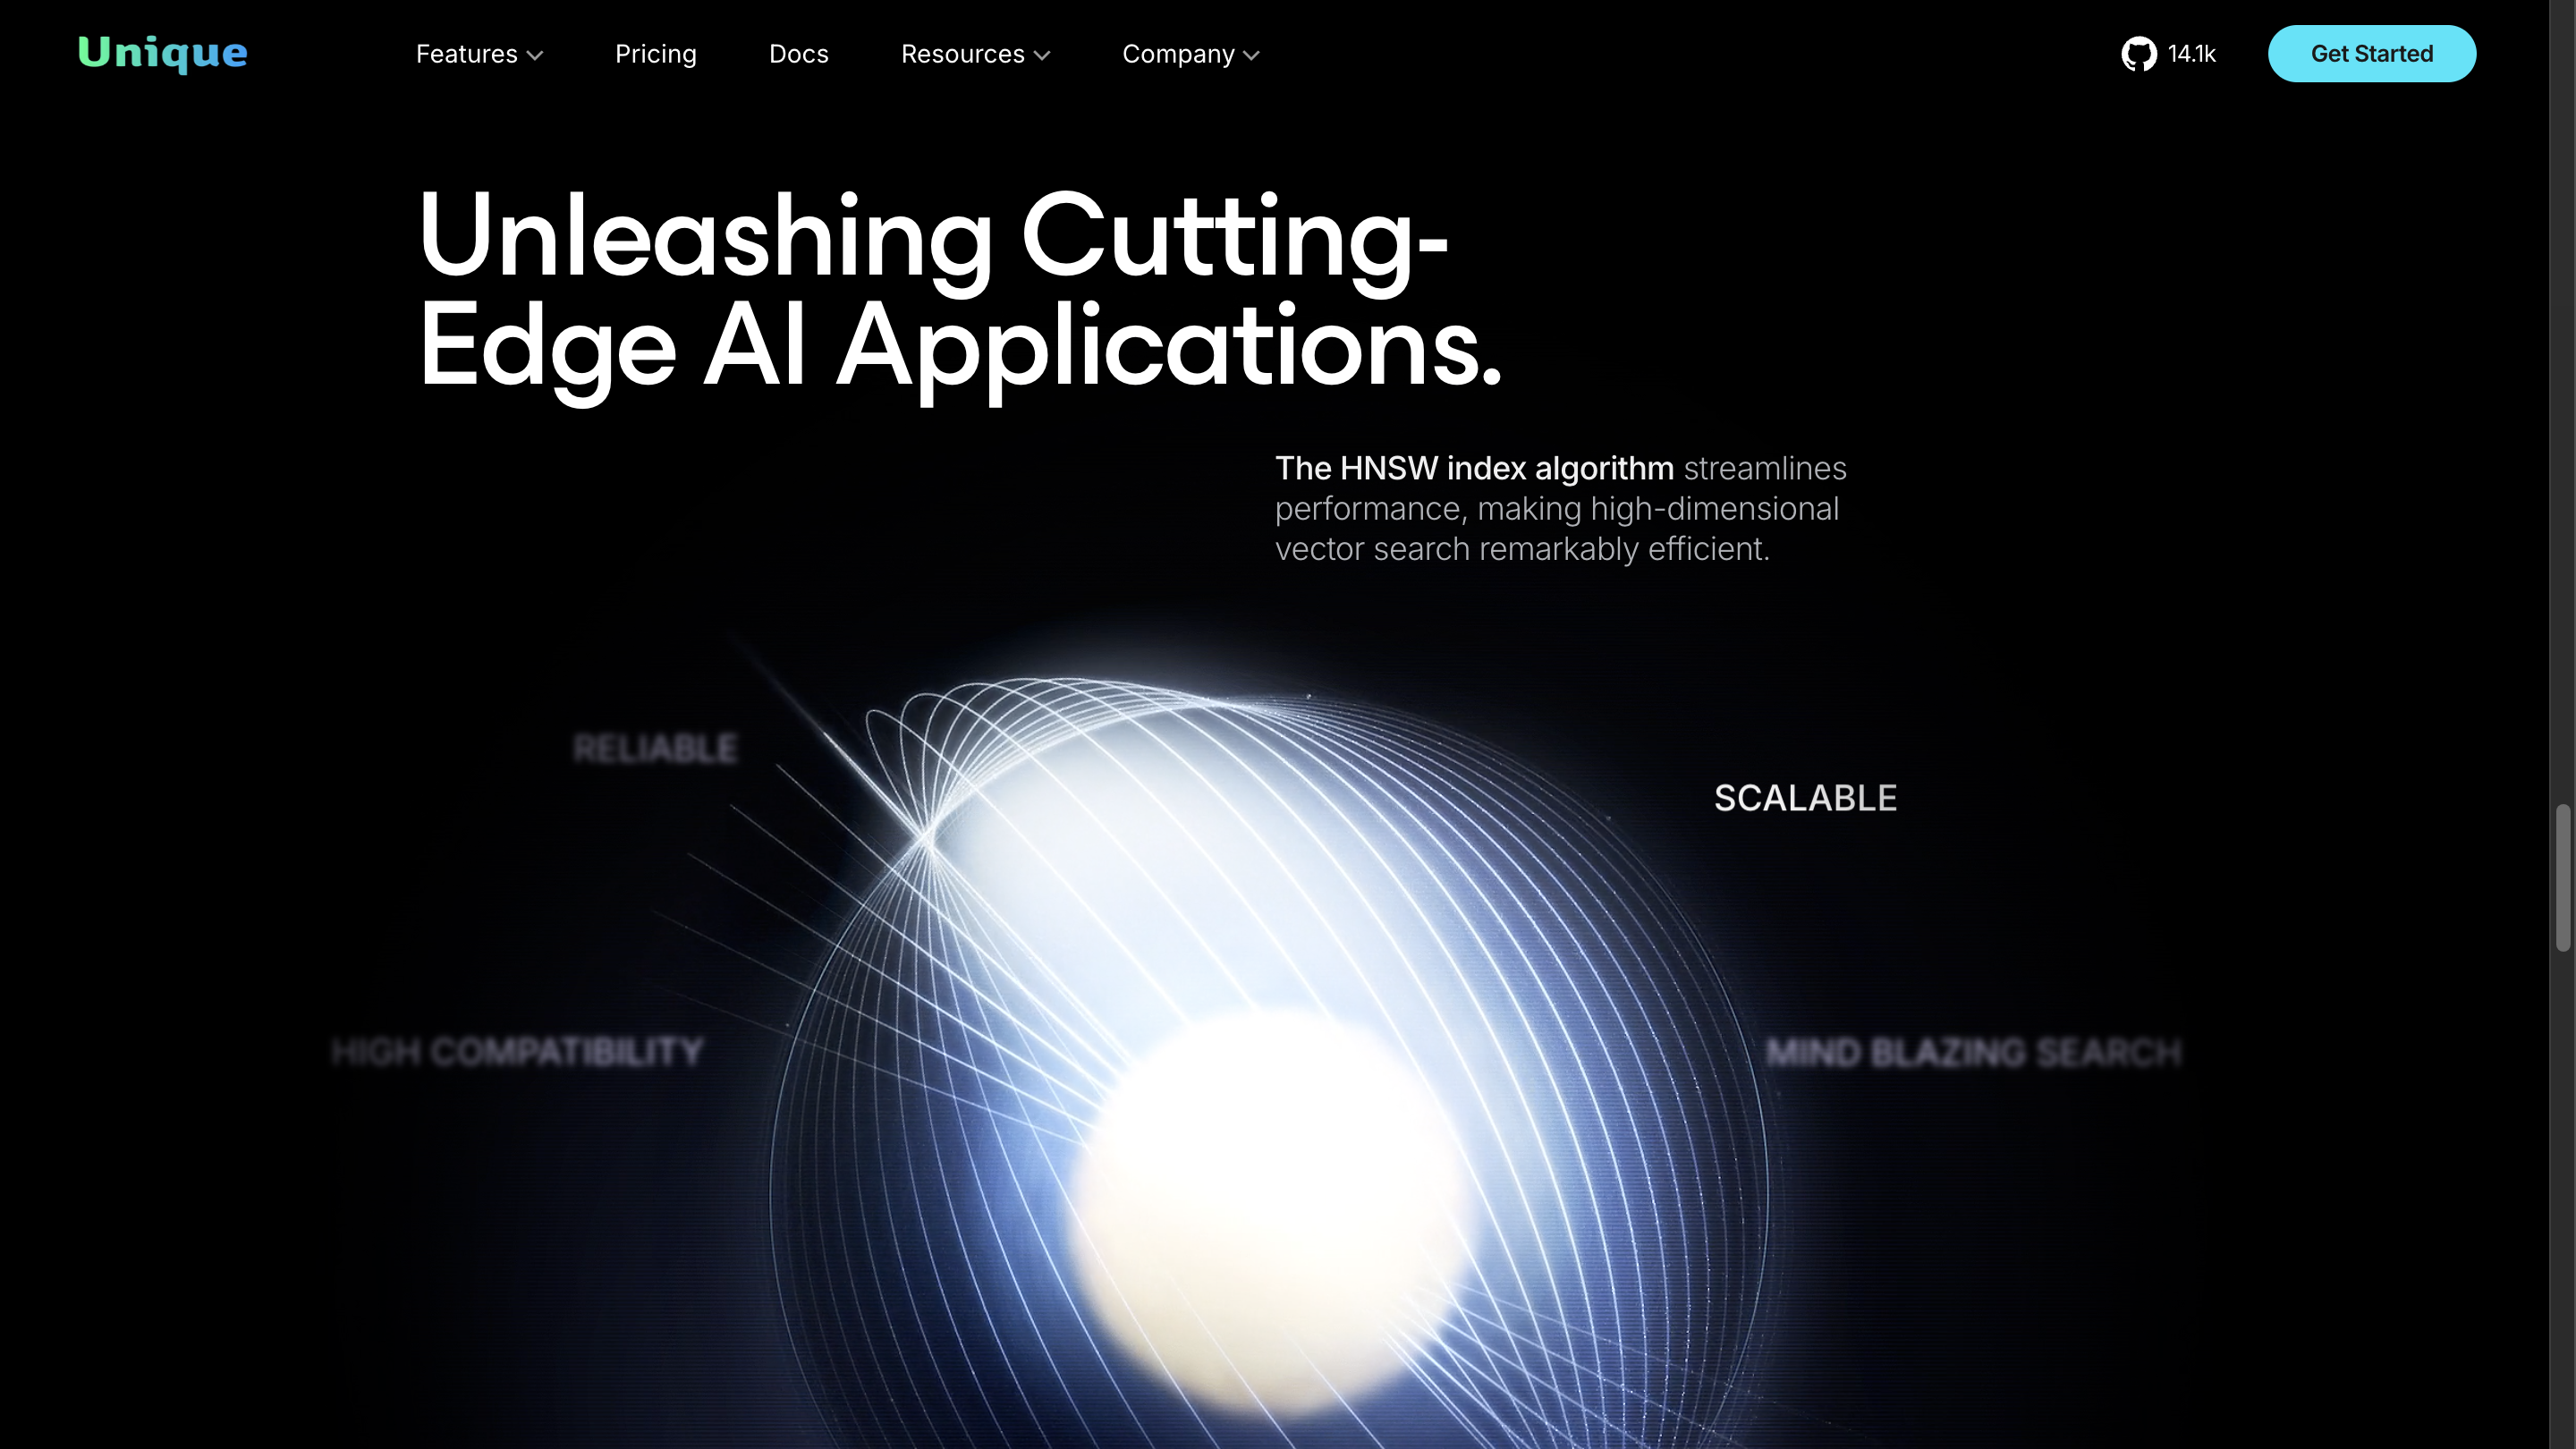 Unique
Features
Pricing
Docs
Resources
Company
14.1k
Get Started
Unleashing Cutting-
Edge AI Applications.
The HNSW index algorithm streamlines
performance, making high-dimensional
vector search remarkably efficient.
RELIABLE
SCALABLE
HIGH COMPATIBILITY
MIND BLAZING SEARCH